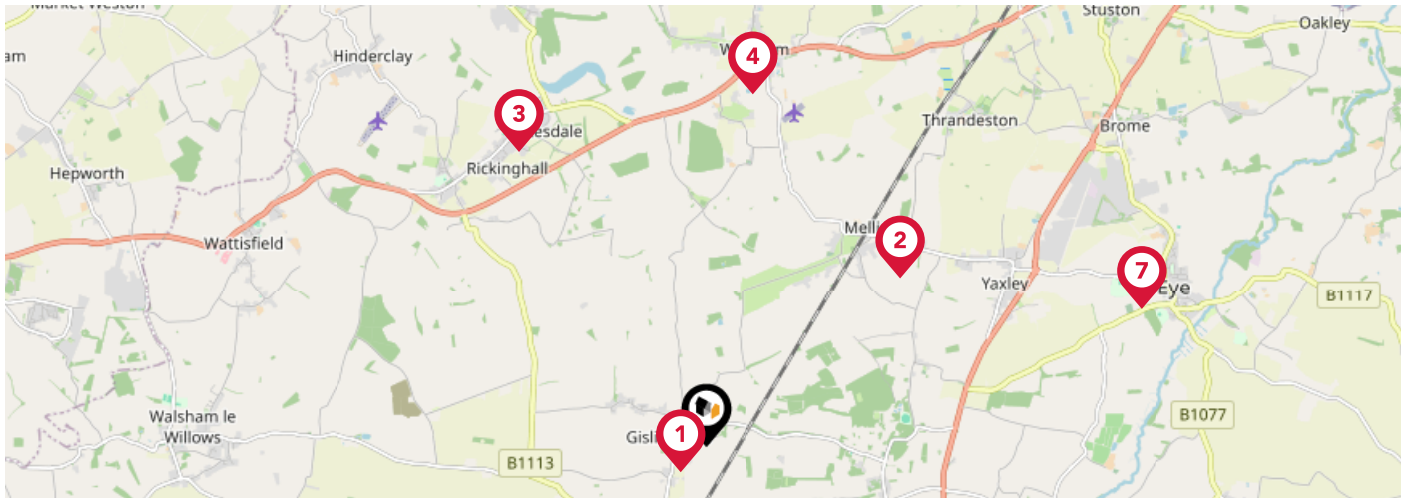 Market Weston
Stuston
Oakley
am
Hinderclay
4
3
Thrandeston
Brome
Rickinghall
Hepworth
Wattisfield
2
7
Yaxley
Eye
B1117
Walsham le
Willows
B1077
1
B1113